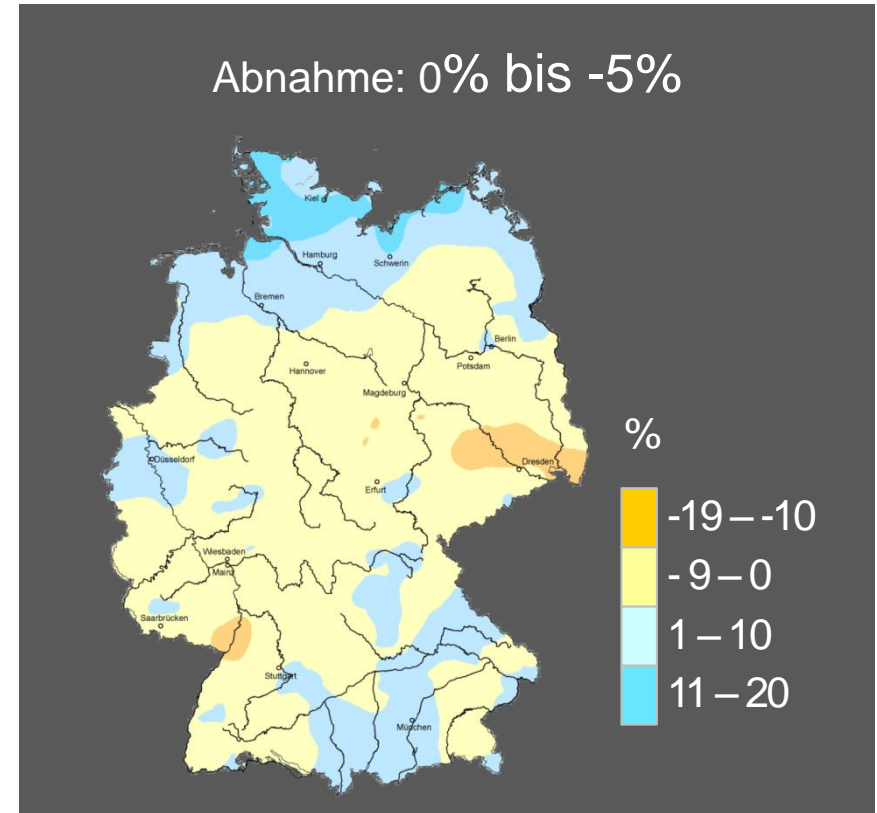 Abnahme: 0% bis -5%
Kiel
Hamburg
Schwerin
Bremen
Berlin
Hannover
Potsdam
Magdeburg
%
Düsseldorf
Dresden
Erfurt
-19 – -10
Wiesbaden
Mainz
- 9 – 0
Saarbrücken
1 – 10
Stuttgart
11 – 20
München